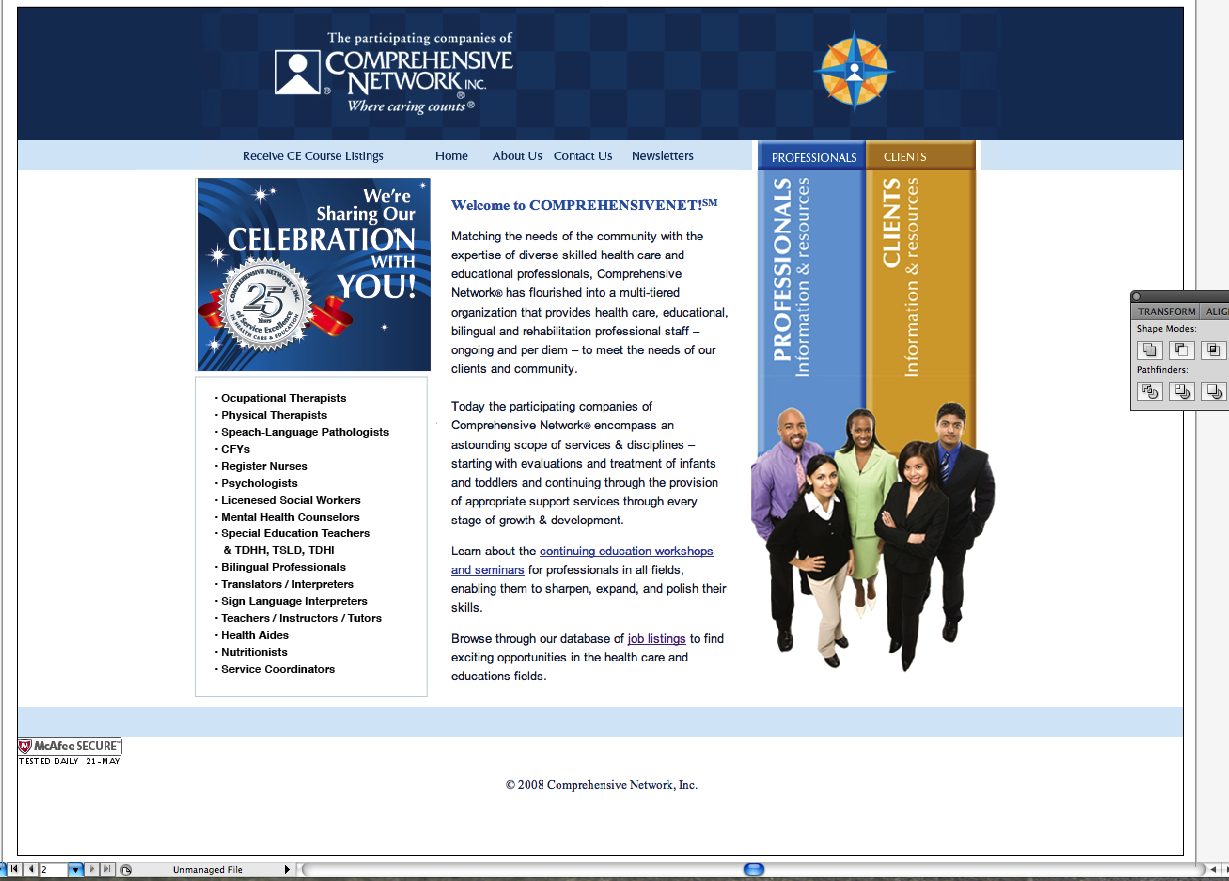 The participating companies of
COMPREHENSIVE
NETWORK INC.
®
®
Where caring counts®
Receive CE Course Listings
Home
About Us
Contact Us
Newsletters
PROFESSIONALS
CLIENTS
We're
Sharing Our
CELEBRATION
WITH
YOU!
COMPREHENSIVE NETWORK, INC.
25
Years
of Service Excellence
IN HEALTH CARE & EDUCATION
· Ocupational Therapists
· Physical Therapists
· Speach-Language Pathologists
· CFYs
· Register Nurses
· Psychologists
· Licenesed Social Workers
· Mental Health Counselors
· Special Education Teachers
& TDHH, TSLD, TDHI
· Bilingual Professionals
· Translators / Interpreters
· Sign Language Interpreters
· Teachers / Instructors / Tutors
· Health Aides
· Nutritionists
· Service Coordinators
Welcome to COMPREHENSIVENET!SM
Matching the needs of the community with the
expertise of diverse skilled health care and
educational professionals, Comprehensive
Network® has flourished into a multi-tiered
organization that provides health care, educational,
bilingual and rehabilitation professional staff –
ongoing and per diem – to meet the needs of our
clients and community.
Today the participating companies of
Comprehensive Network® encompass an
astounding scope of services & disciplines –
starting with evaluations and treatment of infants
and toddlers and continuing through the provision
of appropriate support services through every
stage of growth & development.
Learn about the continuing education workshops
and seminars for professionals in all fields,
enabling them to sharpen, expand, and polish their
skills.
Browse through our database of job listings to find
exciting opportunities in the health care and
educations fields.
PROFESSIONALS
Information & resources
CLIENTS
Information & resources
TRANSFORM
ALIG
Shape Modes:
Pathfinders:
McAfee SECURE™
TESTED DAILY 21-MAY
© 2008 Comprehensive Network, Inc.
2
Unmanaged File